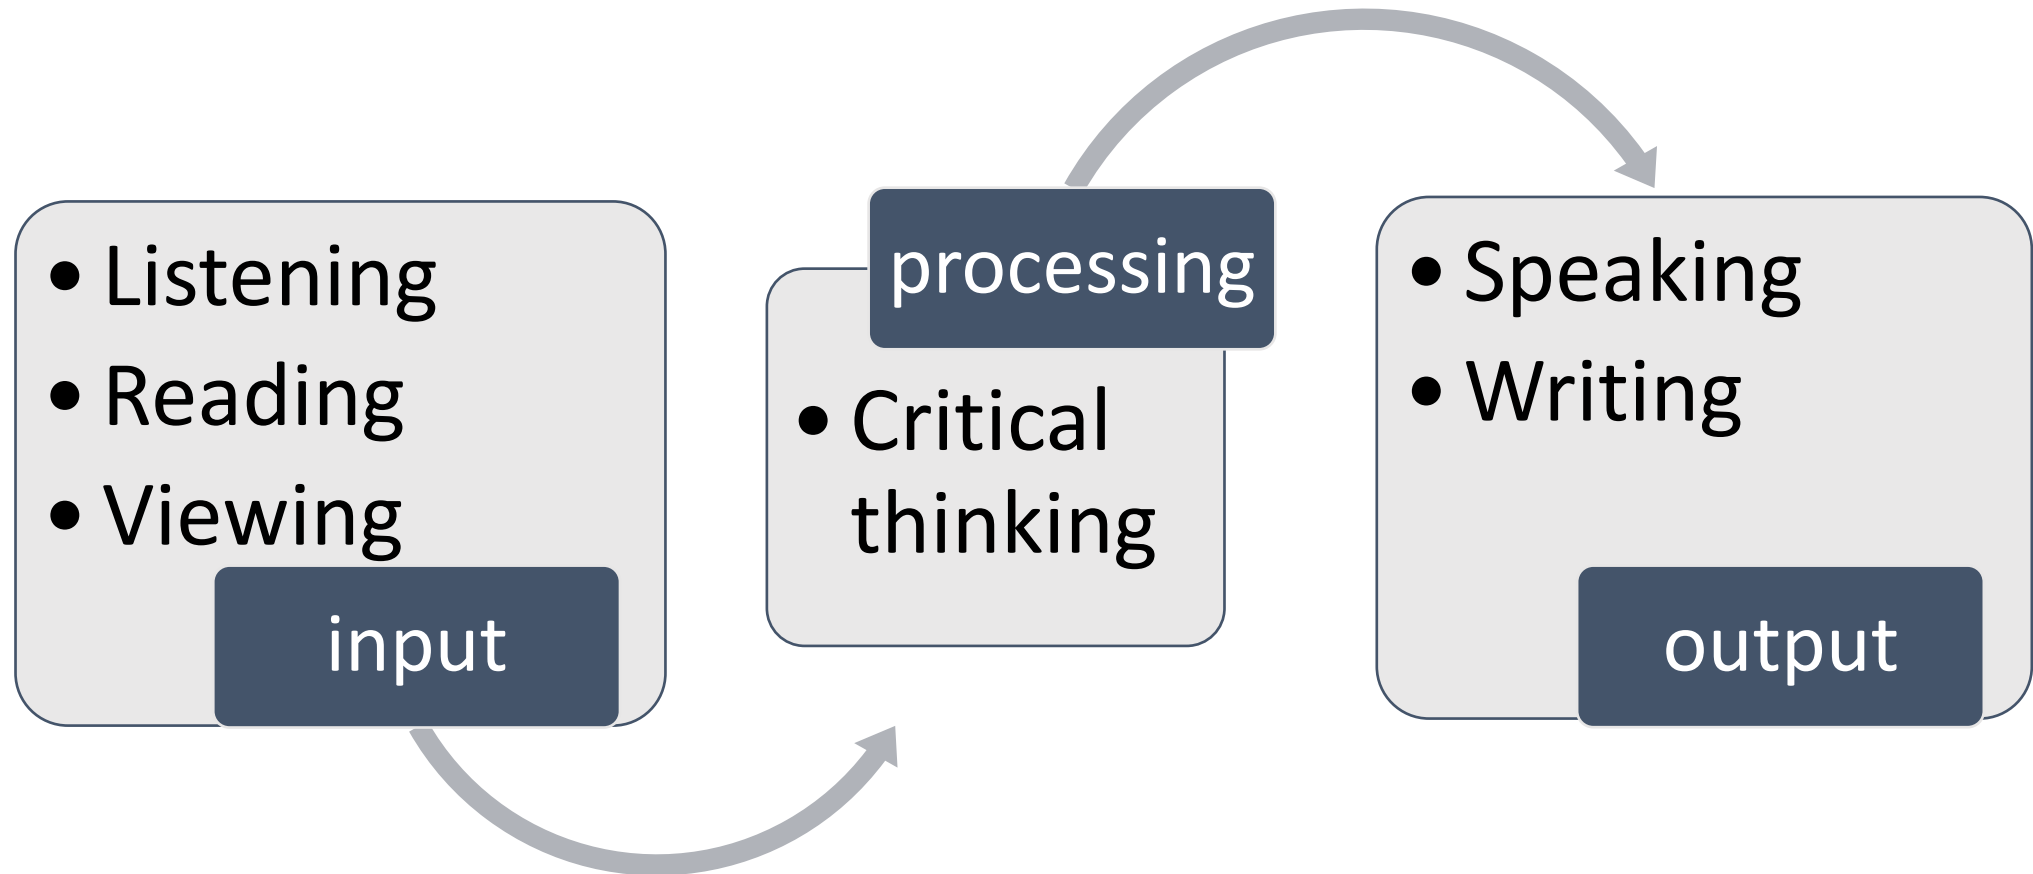 • Listening
• Reading
• Viewing
input
processing
• Critical
thinking
• Speaking
• Writing
output